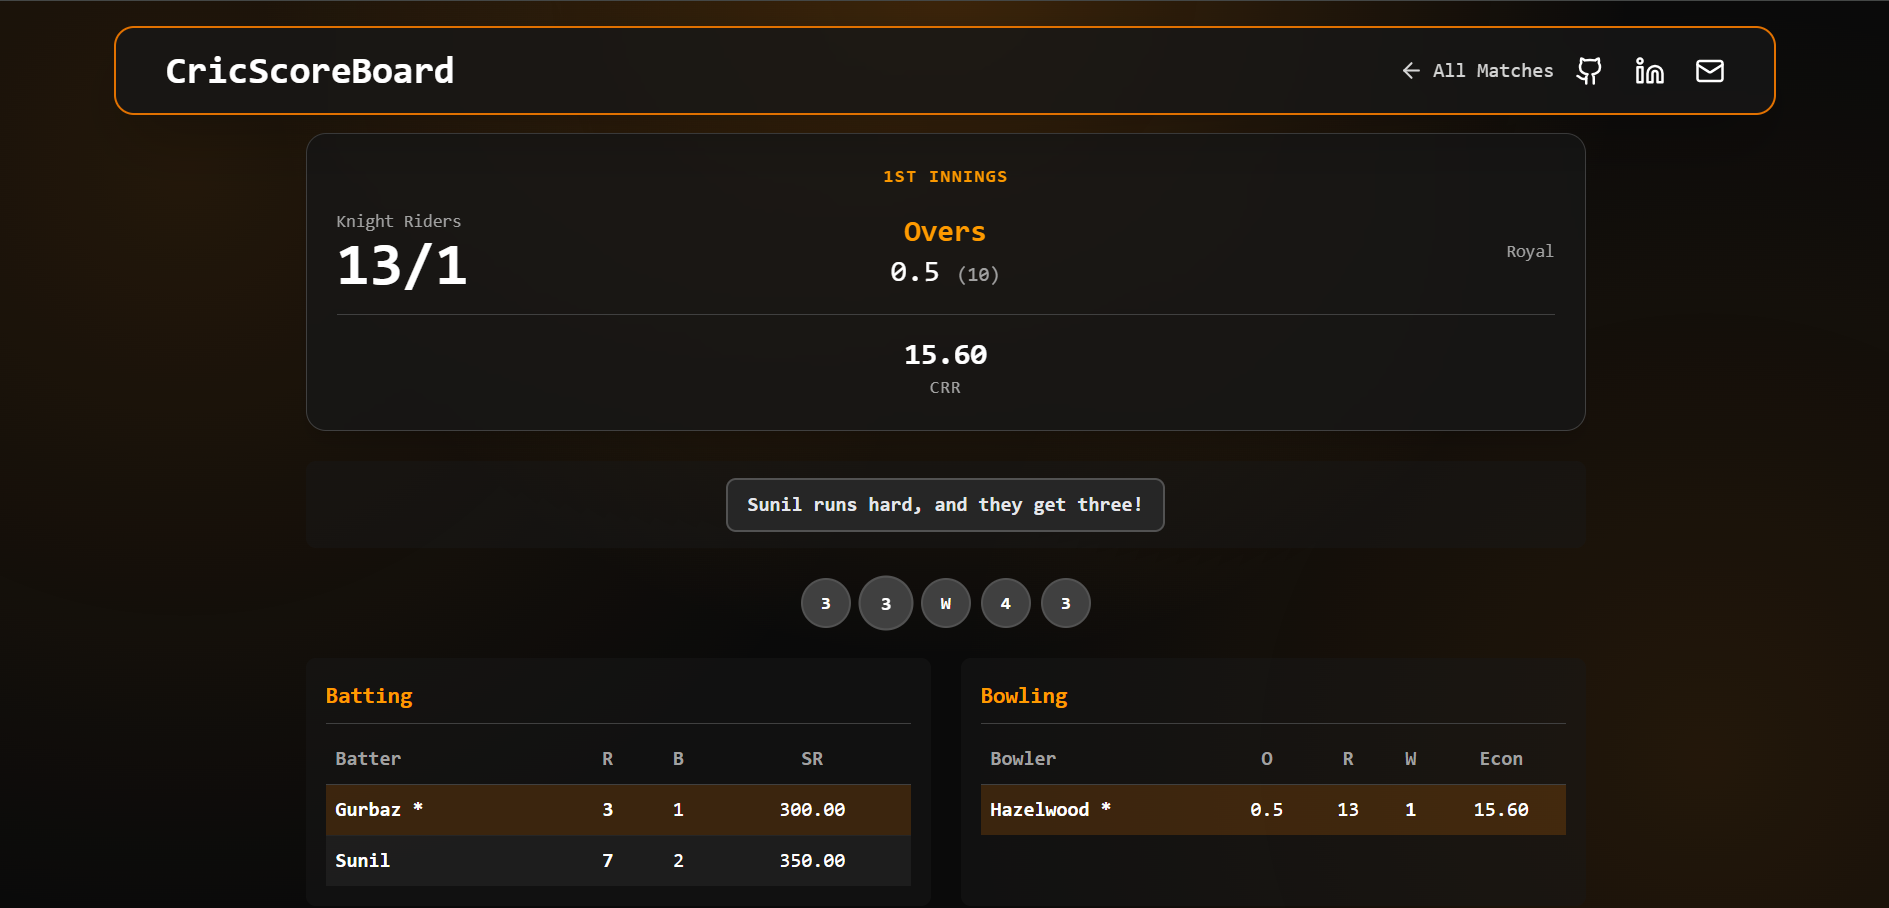 CricScoreBoard
All Matches
1ST INNINGS
Knight Riders
13/1
Overs
0.5 (10)
Royal
15.60
CRR
Sunil runs hard, and they get three!
3 3 W 4 3
Batting
Batter R B SR
Gurbaz * 3 1 300.00
Sunil 7 2 350.00
Bowling
Bowler O R W Econ
Hazelwood * 0.5 13 1 15.60